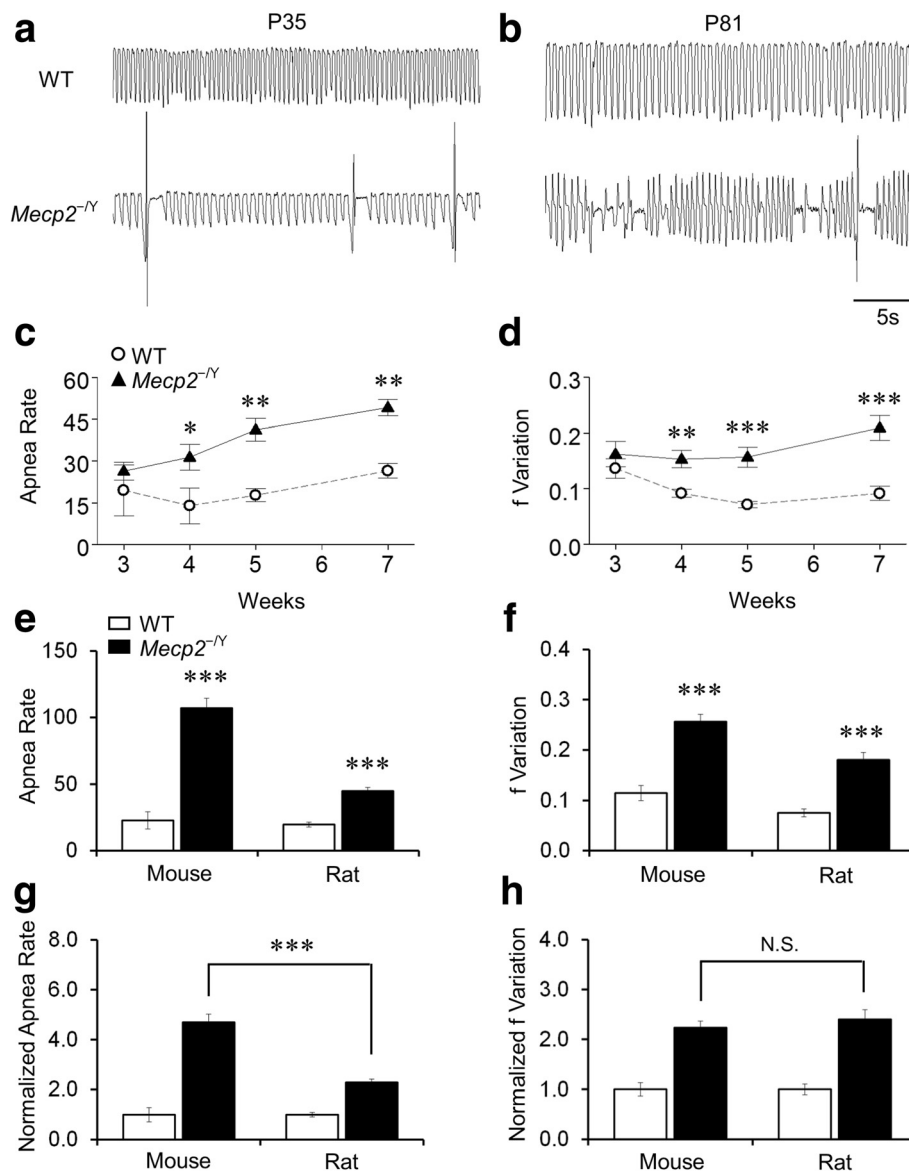 a P35
b P81
WT
Mecp2⁻/Y
5s
c
WT
Mecp2⁻/Y
Apnea Rate
60
45
30
15
0
* ** **
3 4 5 6 7
Weeks
d
f Variation
0.3
0.2
0.1
0.0
** *** ***
3 4 5 6 7
Weeks
e
WT
Mecp2⁻/Y
Apnea Rate
150
100
50
0
*** ***
Mouse Rat
f
f Variation
0.4
0.3
0.2
0.1
0.0
*** ***
Mouse Rat
g
Normalized Apnea Rate
8.0
6.0
4.0
2.0
0.0
***
Mouse Rat
h
Normalized f Variation
4.0
3.0
2.0
1.0
0.0
N.S.
Mouse Rat